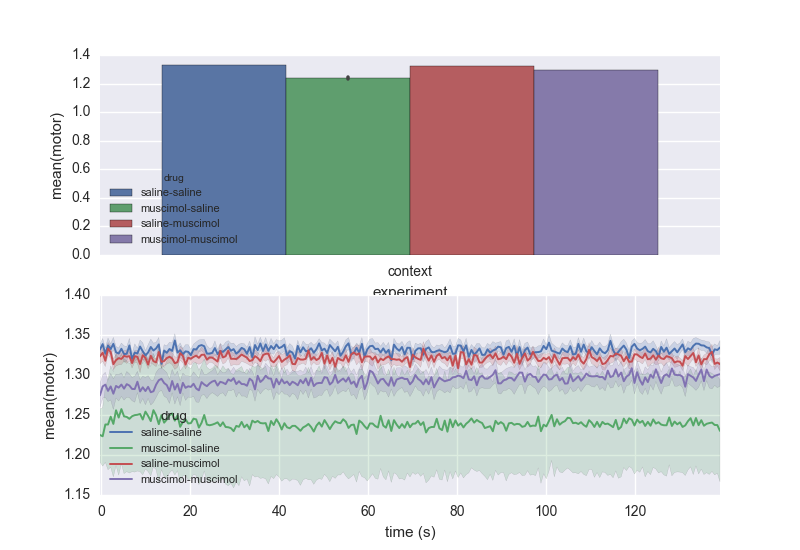 1.4
1.2
1.0
0.8
0.6
0.4
0.2
0.0
mean(motor)
drug
saline-saline
muscimol-saline
saline-muscimol
muscimol-muscimol
context
experiment
1.40
1.35
1.30
1.25
1.20
1.15
mean(motor)
drug
saline-saline
muscimol-saline
saline-muscimol
muscimol-muscimol
0 20 40 60 80 100 120
time (s)